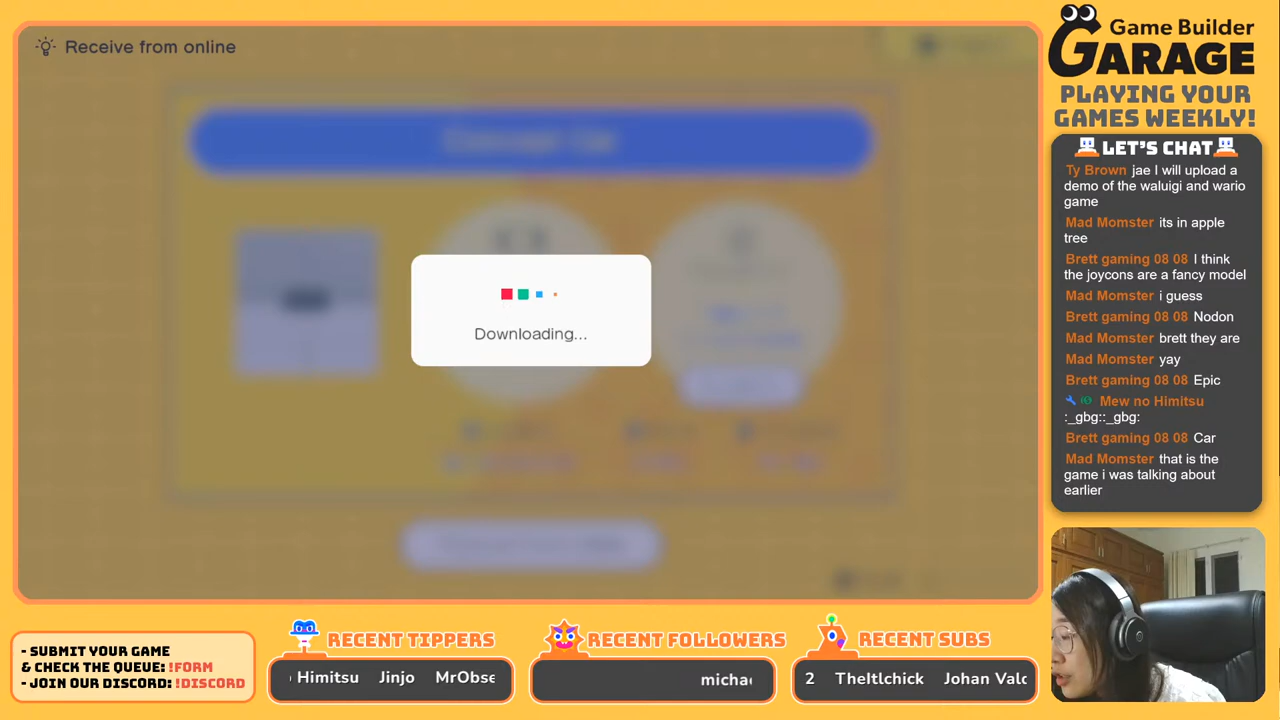 Receive from online
Downloading...
Game Builder
GARAGE
PLAYING YOUR
GAMES WEEKLY!
LET'S CHAT
Ty Brown jae I will upload a
demo of the waluigi and wario
game
Mad Momster its in apple
tree
Brett gaming 08 08 I think
the joycons are a fancy model
Mad Momster i guess
Brett gaming 08 08 Nodon
Mad Momster brett they are
Mad Momster yay
Brett gaming 08 08 Epic
Mew no Himitsu
:_gbg::_gbg:
Brett gaming 08 08 Car
Mad Momster that is the
game i was talking about
earlier
- SUBMIT YOUR GAME
& CHECK THE QUEUE: !FORM
- JOIN OUR DISCORD: !DISCORD
RECENT TIPPERS
Himitsu Jinjo MrObse
RECENT FOLLOWERS
michae
RECENT SUBS
2 TheItlchick Johan Valc